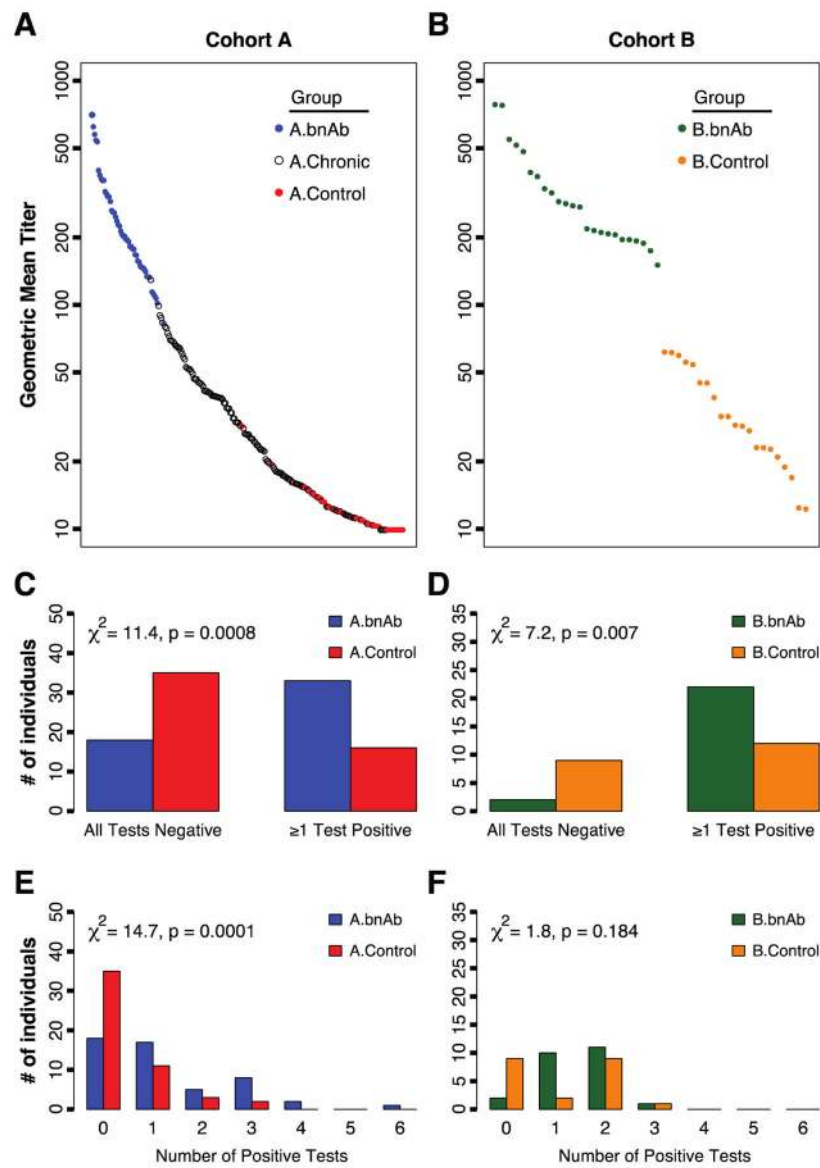 A
Cohort A
Geometric Mean Titer
1000
500
200
100
50
20
10
Group
A.bnAb
A.Chronic
A.Control
B
Cohort B
1000
500
200
100
50
20
10
Group
B.bnAb
B.Control
C
# of individuals
50
40
30
20
10
0
χ² = 11.4, p = 0.0008
A.bnAb
A.Control
All Tests Negative
≥1 Test Positive
D
35
30
25
20
15
10
5
0
χ² = 7.2, p = 0.007
B.bnAb
B.Control
All Tests Negative
≥1 Test Positive
E
# of individuals
50
40
30
20
10
0
χ² = 14.7, p = 0.0001
A.bnAb
A.Control
0 1 2 3 4 5 6
Number of Positive Tests
F
35
30
25
20
15
10
5
0
χ² = 1.8, p = 0.184
B.bnAb
B.Control
0 1 2 3 4 5 6
Number of Positive Tests